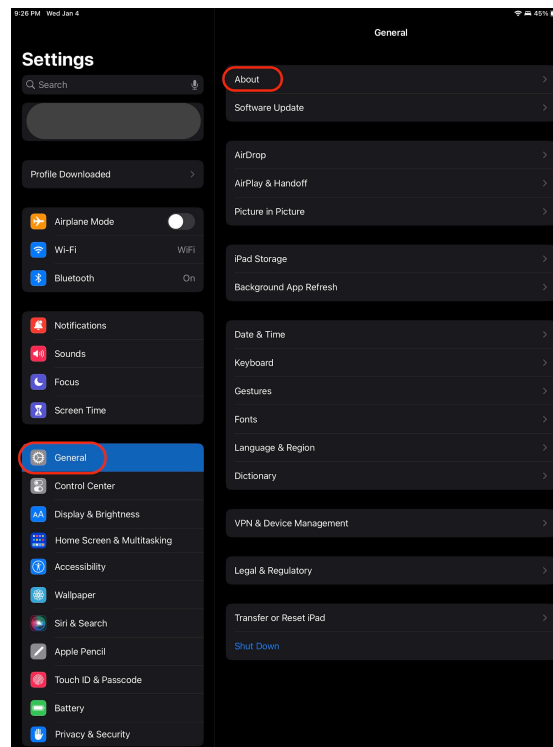 9:26 PM Wed Jan 4
45%
Settings
Search
Profile Downloaded
Airplane Mode
Wi-Fi
WiFi
Bluetooth
On
Notifications
Sounds
Focus
Screen Time
General
Control Center
AA
Display & Brightness
Home Screen & Multitasking
Accessibility
Wallpaper
Siri & Search
Apple Pencil
Touch ID & Passcode
Battery
Privacy & Security
General
About
Software Update
AirDrop
AirPlay & Handoff
Picture in Picture
iPad Storage
Background App Refresh
Date & Time
Keyboard
Gestures
Fonts
Language & Region
Dictionary
VPN & Device Management
Legal & Regulatory
Transfer or Reset iPad
Shut Down